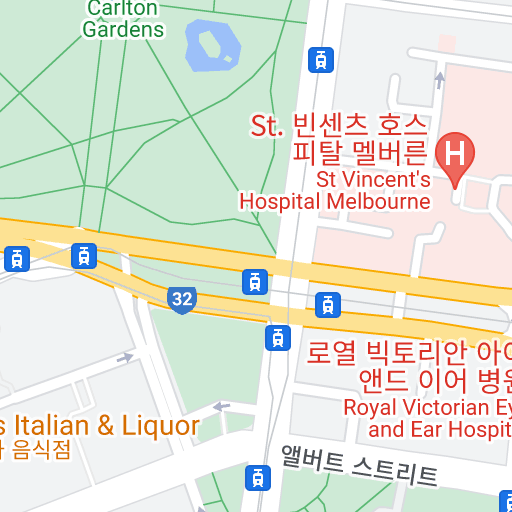 Carlton
Gardens
St. 빈센츠 호스
피탈 멜버른
St Vincent's
Hospital Melbourne
H
32
로열 빅토리안 아이
앤드 이어 병원
Royal Victorian Ey
and Ear Hospit
s Italian & Liquor
음식점
앨버트 스트리트